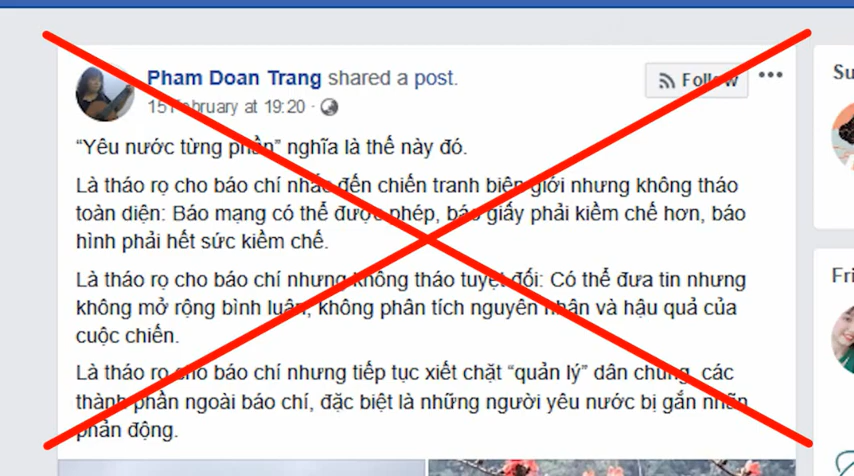 Pham Doan Trang shared a post.
Follow
15 February at 19:20 ·
Su
“Yêu nước từng phần” nghĩa là thế này đó.
Là tháo rọ cho báo chí nhắc đến chiến tranh biên giới nhưng không tháo
toàn diện: Báo mạng có thể được phép, báo giấy phải kiềm chế hơn, báo
hình phải hết sức kiềm chế.
Là tháo rọ cho báo chí nhưng không tháo tuyệt đối: Có thể đưa tin nhưng
không mở rộng bình luận, không phân tích nguyên nhân và hậu quả của
cuộc chiến.
Fri
Là tháo rọ cho báo chí nhưng tiếp tục xiết chặt “quản lý” dân chúng, các
thành phần ngoài báo chí, đặc biệt là những người yêu nước bị gắn nhãn
phản động.